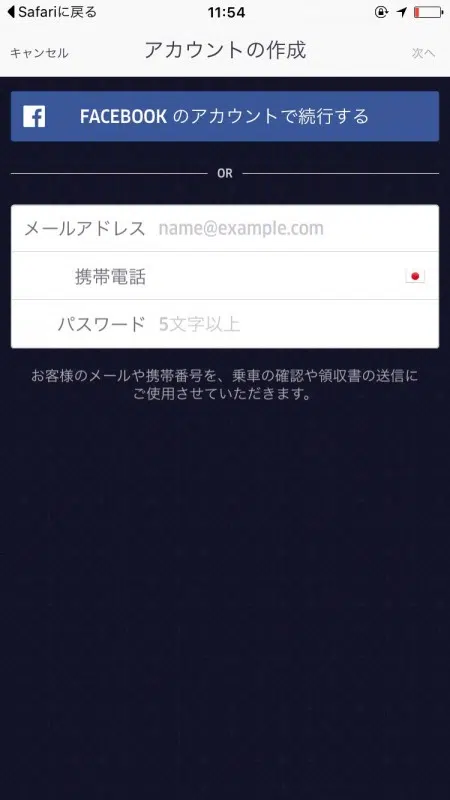 Safariに戻る 11:54
キャンセル アカウントの作成 次へ
FACEBOOK のアカウントで続行する
OR
メールアドレス name@example.com
携帯電話
パスワード 5文字以上
お客様のメールや携帯番号を、乗車の確認や領収書の送信に
ご使用させていただきます。